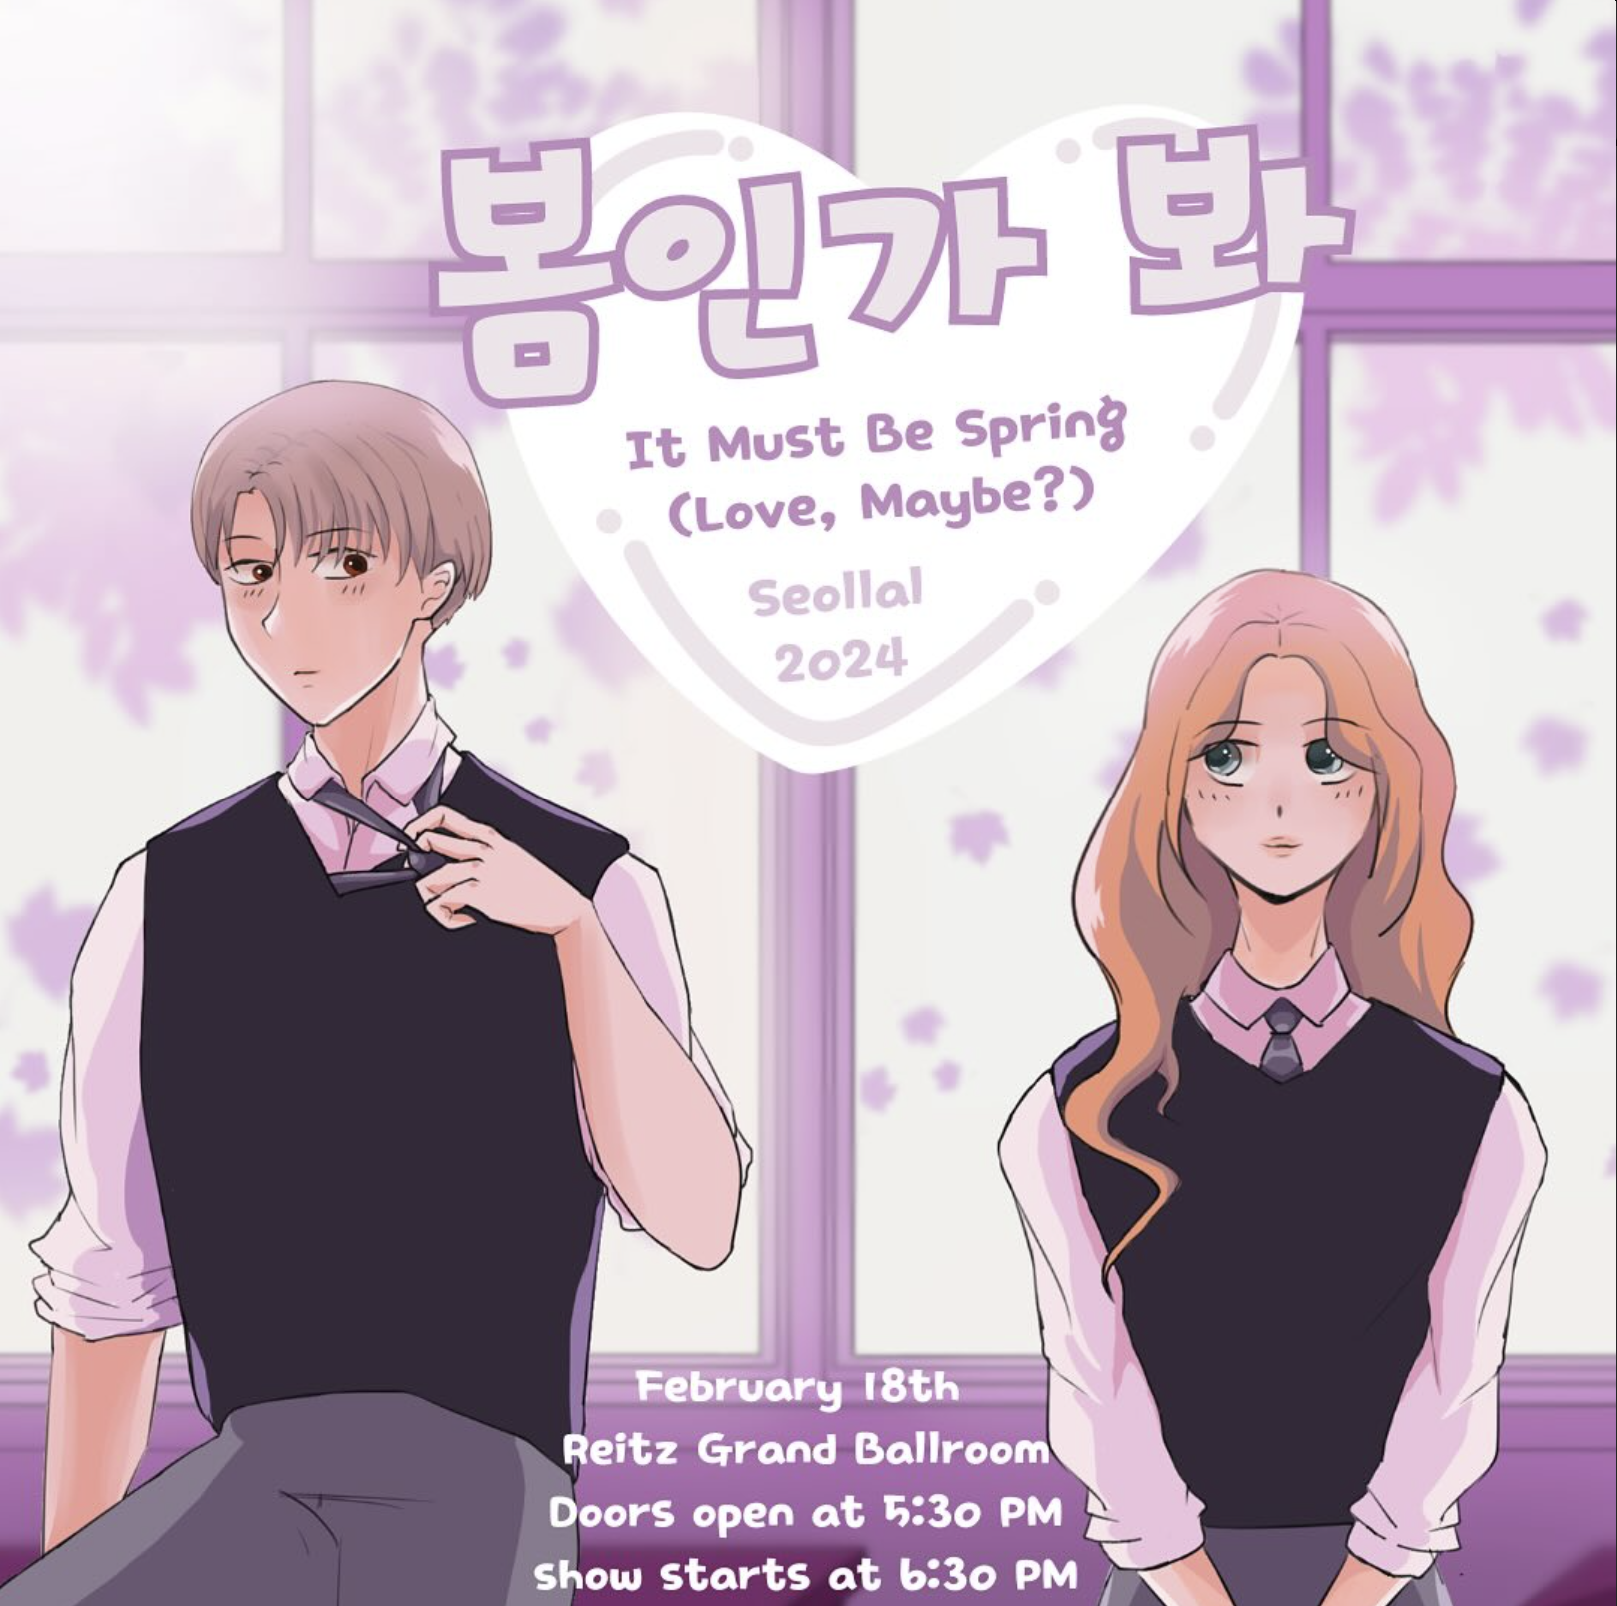 봄인가 봐
It Must Be Spring
(Love, Maybe?)
Seollal
2024
February 18th
Reitz Grand Ballroom
Doors open at 5:30 PM
show starts at 6:30 PM